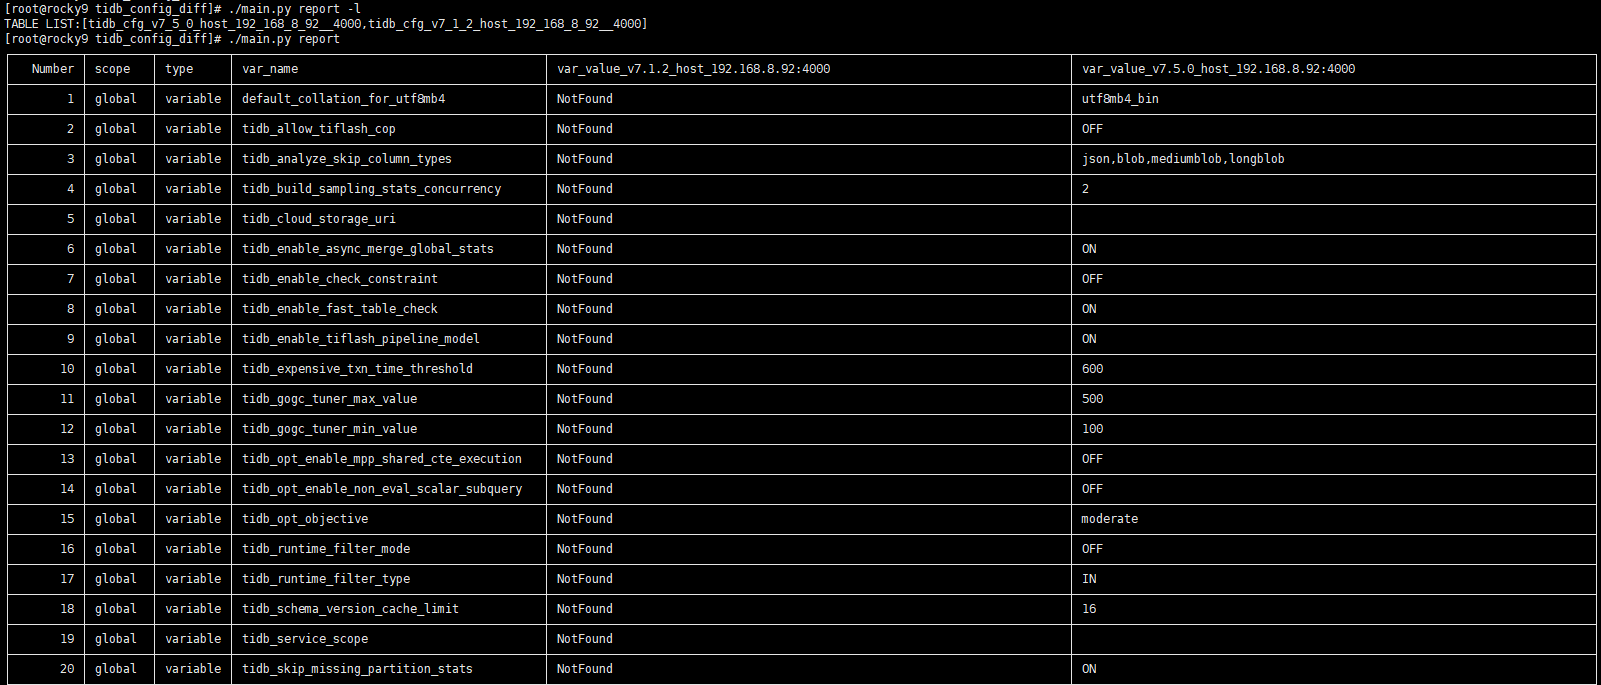 [root@rocky9 tidb_config_diff]# ./main.py report -l
TABLE LIST:[tidb_cfg_v7_5_0_host_192_168_8_92__4000,tidb_cfg_v7_1_2_host_192_168_8_92__4000]
[root@rocky9 tidb_config_diff]# ./main.py report
Number scope type var_name var_value_v7.1.2_host_192.168.8.92:4000 var_value_v7.5.0_host_192.168.8.92:4000
1 global variable default_collation_for_utf8mb4 NotFound utf8mb4_bin
2 global variable tidb_allow_tiflash_cop NotFound OFF
3 global variable tidb_analyze_skip_column_types NotFound json,blob,mediumblob,longblob
4 global variable tidb_build_sampling_stats_concurrency NotFound 2
5 global variable tidb_cloud_storage_uri NotFound
6 global variable tidb_enable_async_merge_global_stats NotFound ON
7 global variable tidb_enable_check_constraint NotFound OFF
8 global variable tidb_enable_fast_table_check NotFound ON
9 global variable tidb_enable_tiflash_pipeline_model NotFound ON
10 global variable tidb_expensive_txn_time_threshold NotFound 600
11 global variable tidb_gogc_tuner_max_value NotFound 500
12 global variable tidb_gogc_tuner_min_value NotFound 100
13 global variable tidb_opt_enable_mpp_shared_cte_execution NotFound OFF
14 global variable tidb_opt_enable_non_eval_scalar_subquery NotFound OFF
15 global variable tidb_opt_objective NotFound moderate
16 global variable tidb_runtime_filter_mode NotFound OFF
17 global variable tidb_runtime_filter_type NotFound IN
18 global variable tidb_schema_version_cache_limit NotFound 16
19 global variable tidb_service_scope NotFound
20 global variable tidb_skip_missing_partition_stats NotFound ON